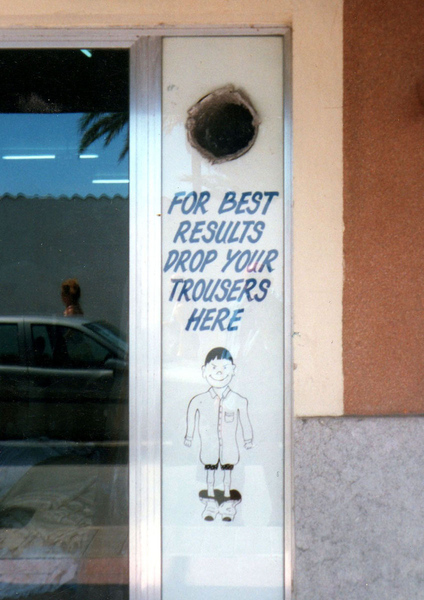 FOR BEST
RESULTS
DROP YOUR
TROUSERS
HERE